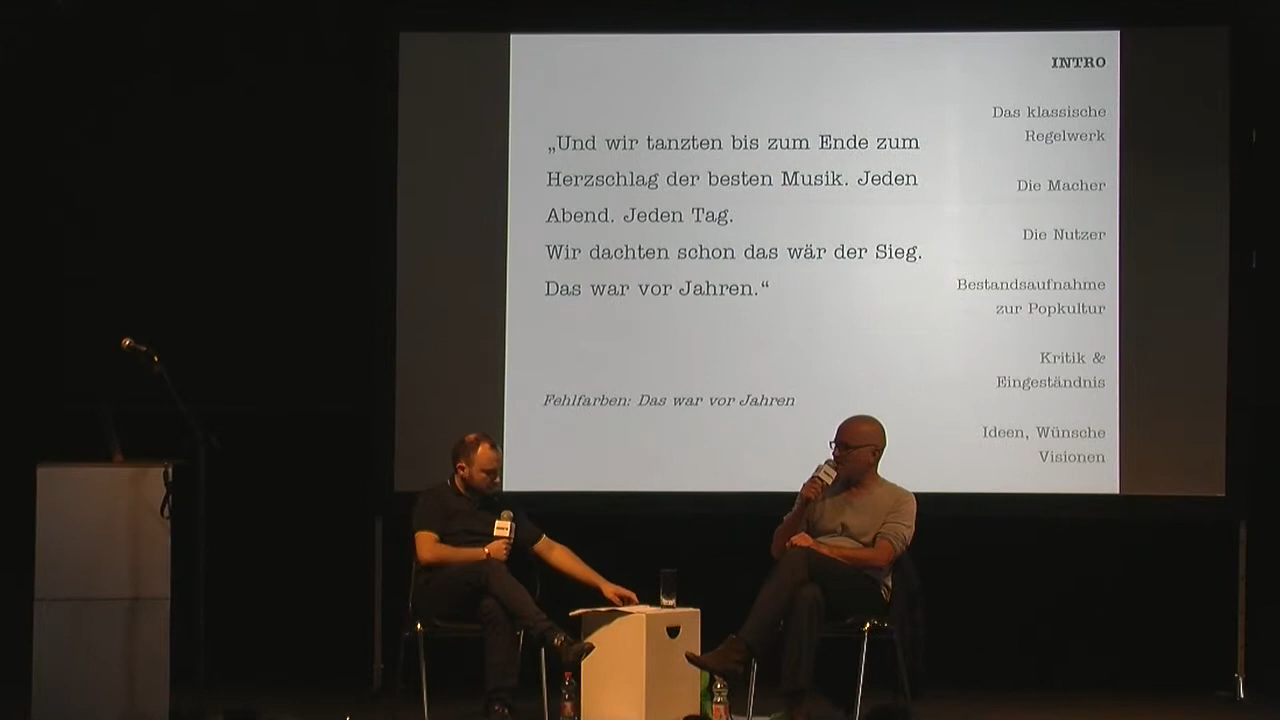 „Und wir tanzten bis zum Ende zum
Herzschlag der besten Musik. Jeden
Abend. Jeden Tag.
Wir dachten schon das wär der Sieg.
Das war vor Jahren.“
Fehlfarben: Das war vor Jahren
INTRO
Das klassische
Regelwerk
Die Macher
Die Nutzer
Bestandsaufnahme
zur Popkultur
Kritik &
Eingeständnis
Ideen, Wünsche
Visionen